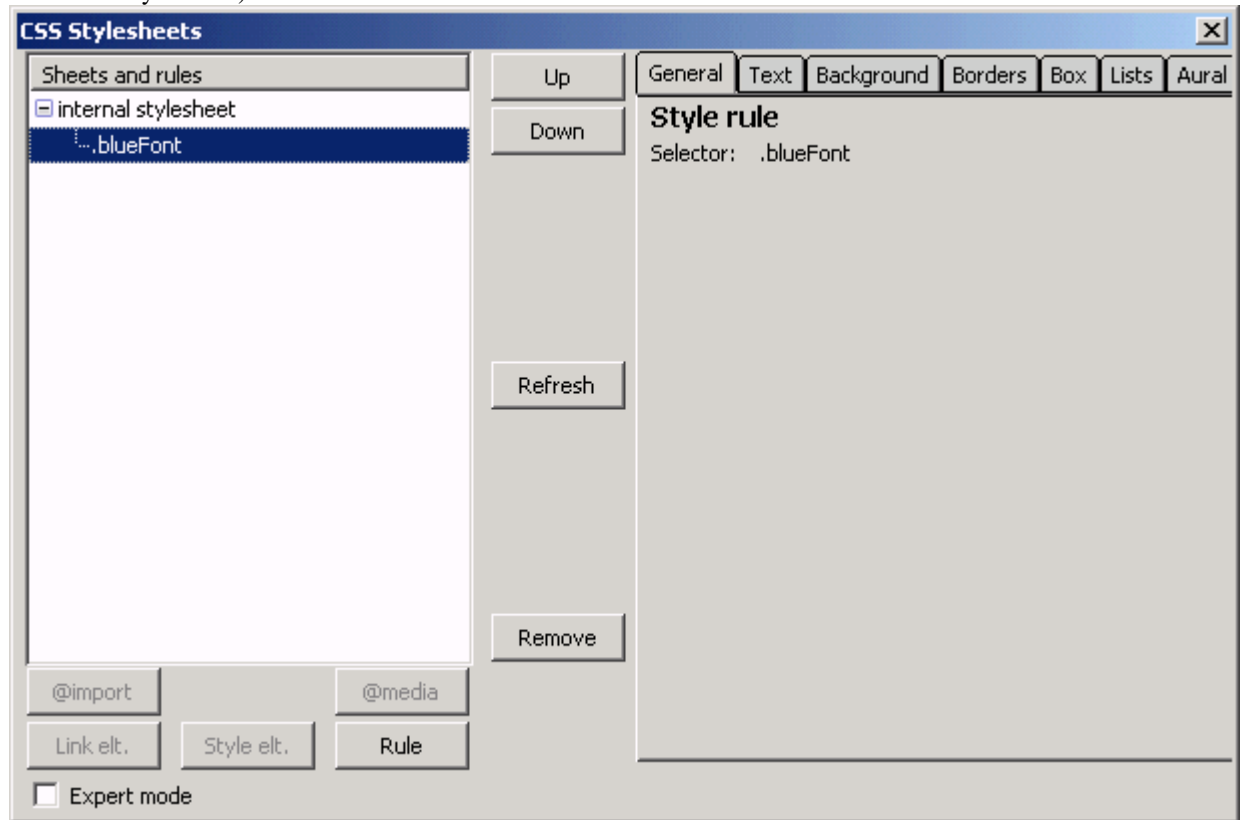 CSS Stylesheets
Sheets and rules
internal stylesheet
.blueFont
Up
Down
Refresh
Remove
General Text Background Borders Box Lists Aural
Style rule
Selector: .blueFont
@import @media
Link elt. Style elt. Rule
Expert mode